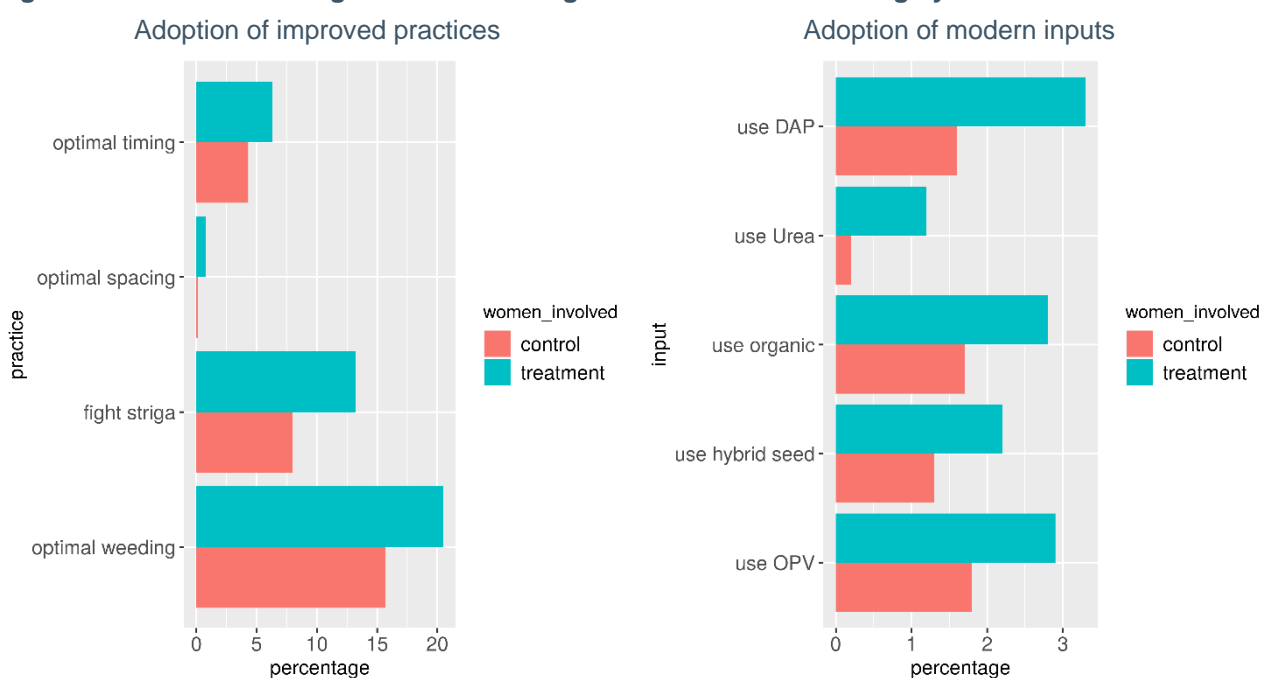 Adoption of improved practices
optimal timing
optimal spacing
fight striga
optimal weeding
practice
0 5 10 15 20
percentage
women_involved
control
treatment
Adoption of modern inputs
use DAP
use Urea
use organic
use hybrid seed
use OPV
input
0 1 2 3
percentage
women_involved
control
treatment